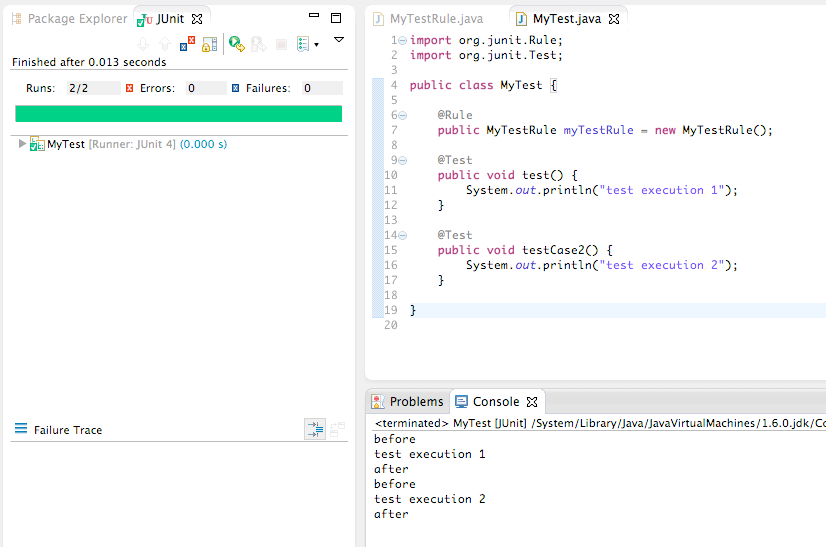 Package Explorer JUnit
Finished after 0.013 seconds
Runs: 2/2 Errors: 0 Failures: 0
MyTest [Runner: JUnit 4] (0.000 s)
Failure Trace
MyTestRule.java MyTest.java
1 import org.junit.Rule;
2 import org.junit.Test;
3
4 public class MyTest {
5
6 @Rule
7 public MyTestRule myTestRule = new MyTestRule();
8
9 @Test
10 public void test() {
11 System.out.println("test execution 1");
12 }
13
14 @Test
15 public void testCase2() {
16 System.out.println("test execution 2");
17 }
18
19 }
20
Problems Console
<terminated> MyTest [JUnit] /System/Library/Java/JavaVirtualMachines/1.6.0.jdk/Co
before
test execution 1
after
before
test execution 2
after